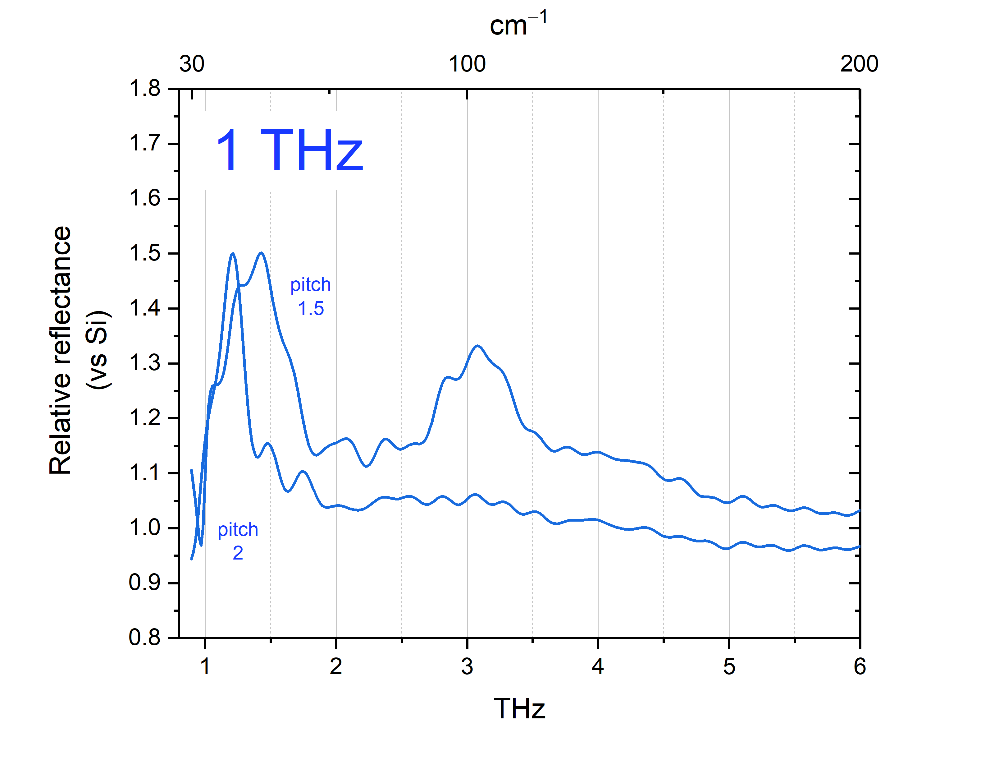 cm⁻¹
30 100 200
1.8
1.7
1.6
1.5
1.4
1.3
1.2
1.1
1.0
0.9
0.8
Relative reflectance
(vs Si)
1 THz
pitch
1.5
pitch
2
1 2 3 4 5 6
THz